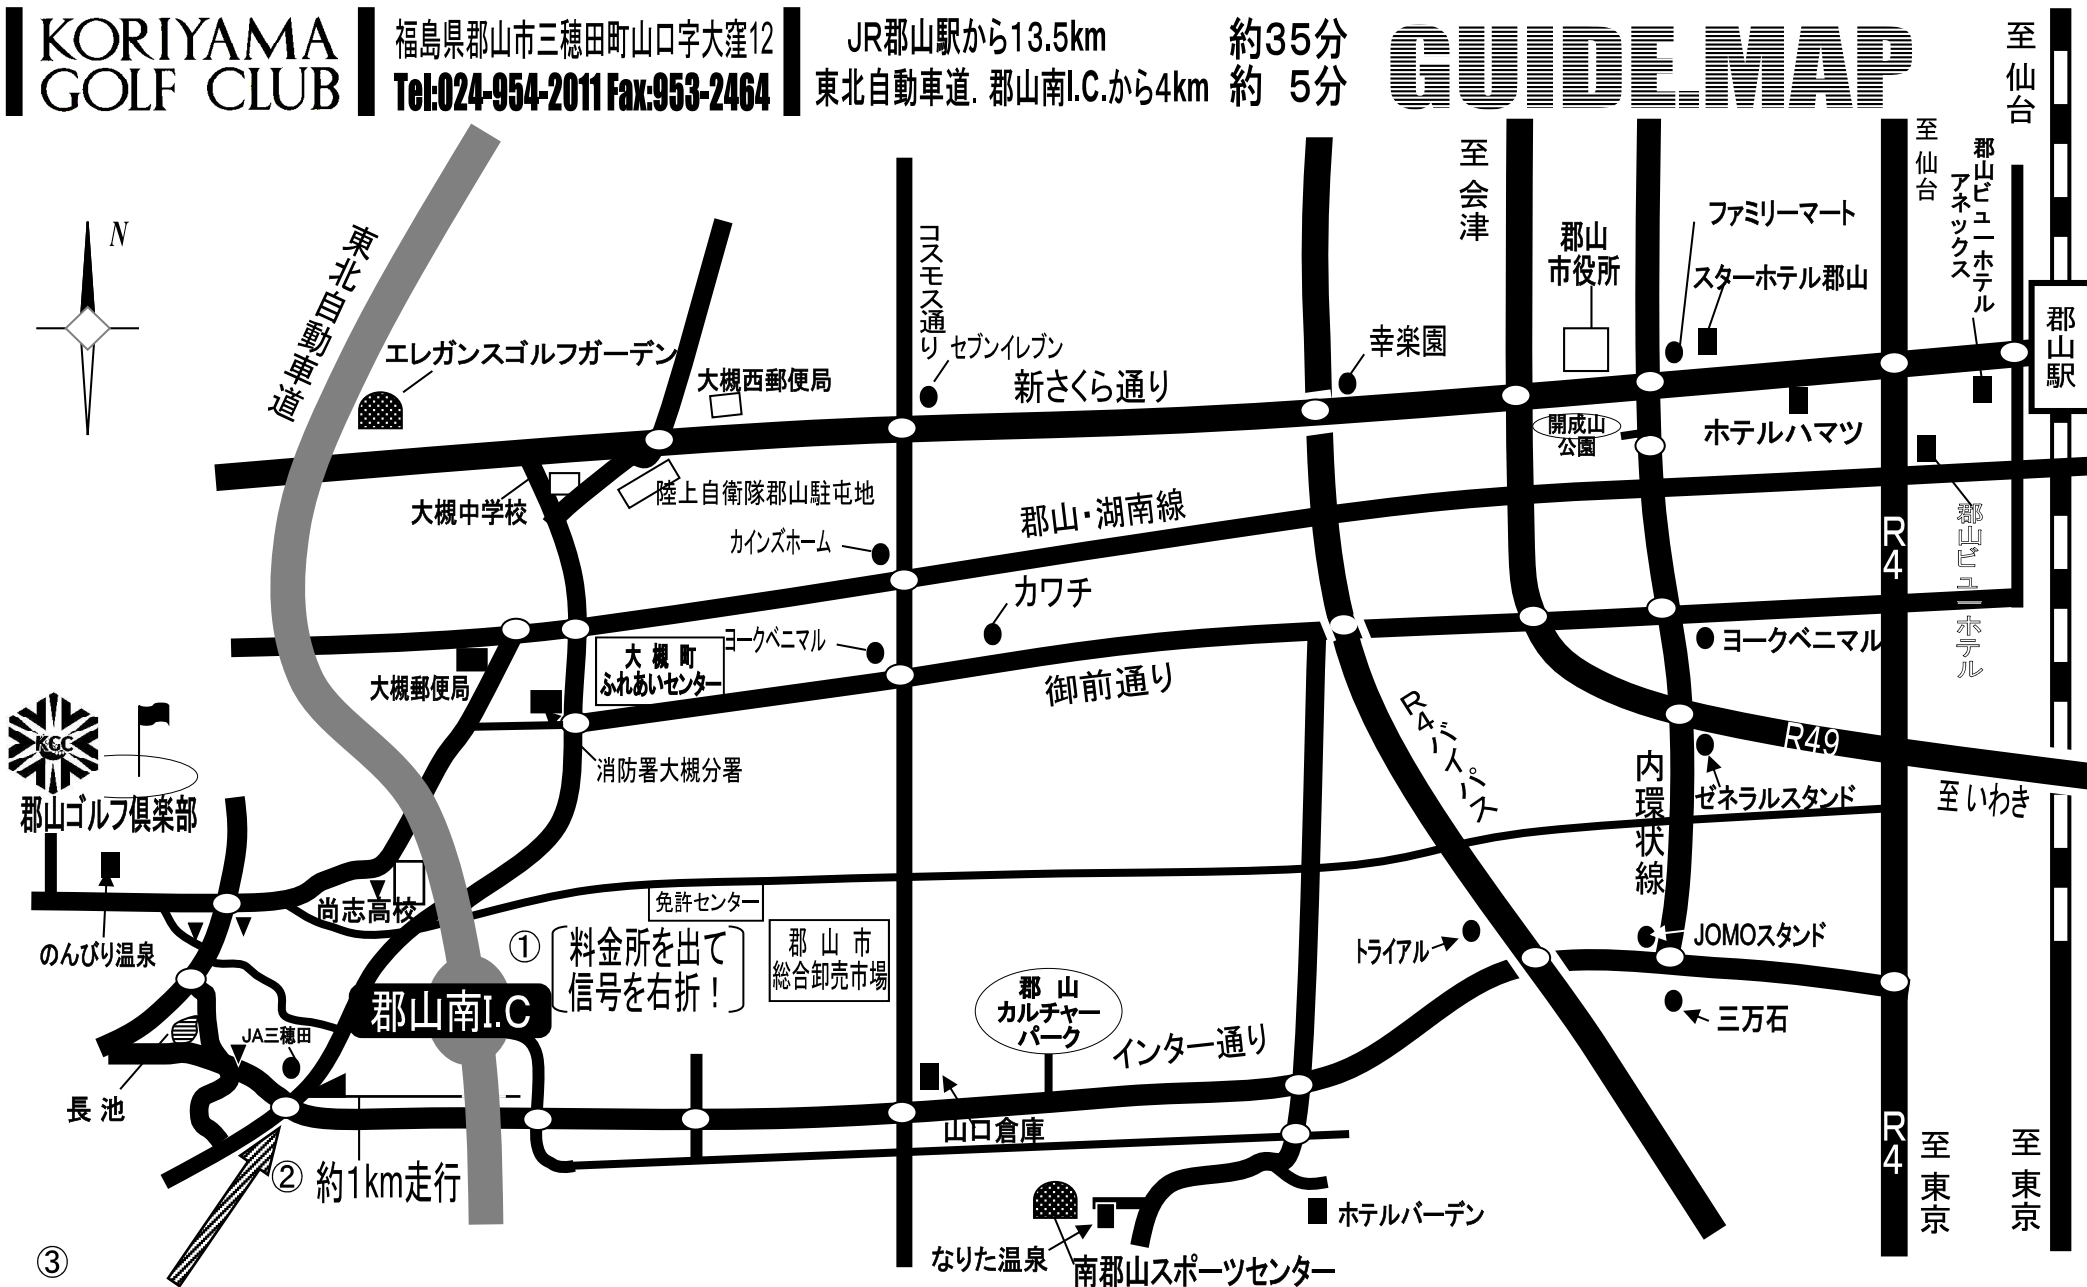 KORIYAMA
GOLF CLUB
福島県郡山市三穂田町山口字大窪12
Tel:024-954-2011 Fax:953-2464
JR郡山駅から13.5km 約35分
東北自動車道. 郡山南I.C.から4km 約 5分
GUIDE.MAP
至仙台
至仙台
至会津
N
東北自動車道
コスモス通り
郡山ビューホテル
アネックス
ファミリーマート
郡山
市役所
スターホテル郡山
郡山駅
エレガンスゴルフガーデン
セブンイレブン
幸楽園
大槻西郵便局
新さくら通り
開成山
公園
ホテルハマツ
大槻中学校
陸上自衛隊郡山駐屯地
郡山・湖南線
カインズホーム
R4
郡山ビューホテル
カワチ
大槻町
ふれあいセンター
ヨークベニマル
ヨークベニマル
大槻郵便局
御前通り
R4バイパス
R49
KGC
消防署大槻分署
内環状線
ゼネラルスタンド
至いわき
郡山ゴルフ倶楽部
尚志高校
免許センター
のんびり温泉
① 料金所を出て
信号を右折！
郡山市
総合卸売市場
トライアル
JOMOスタンド
郡山南I.C
郡山
カルチャー
パーク
三万石
JA三穂田
インター通り
長池
山口倉庫
R4
至東京
至東京
② 約1km走行
③
ホテルバーデン
なりた温泉
南郡山スポーツセンター